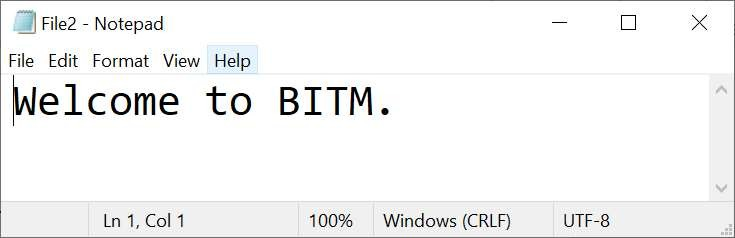 File2 - Notepad
File Edit Format View Help
Welcome to BITM.
Ln 1, Col 1 100% Windows (CRLF) UTF-8